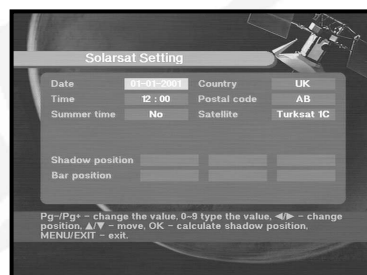 Solarsat Setting
Date 01-01-2001 Country UK
Time 12 : 00 Postal code AB
Summer time No Satellite Turksat 1C
Shadow position
Bar position
Pg-/Pg+ - change the value, 0~9 type the value, ◀/▶ - change
position, ▲/▼ - move, OK - calculate shadow position,
MENU/EXIT - exit.